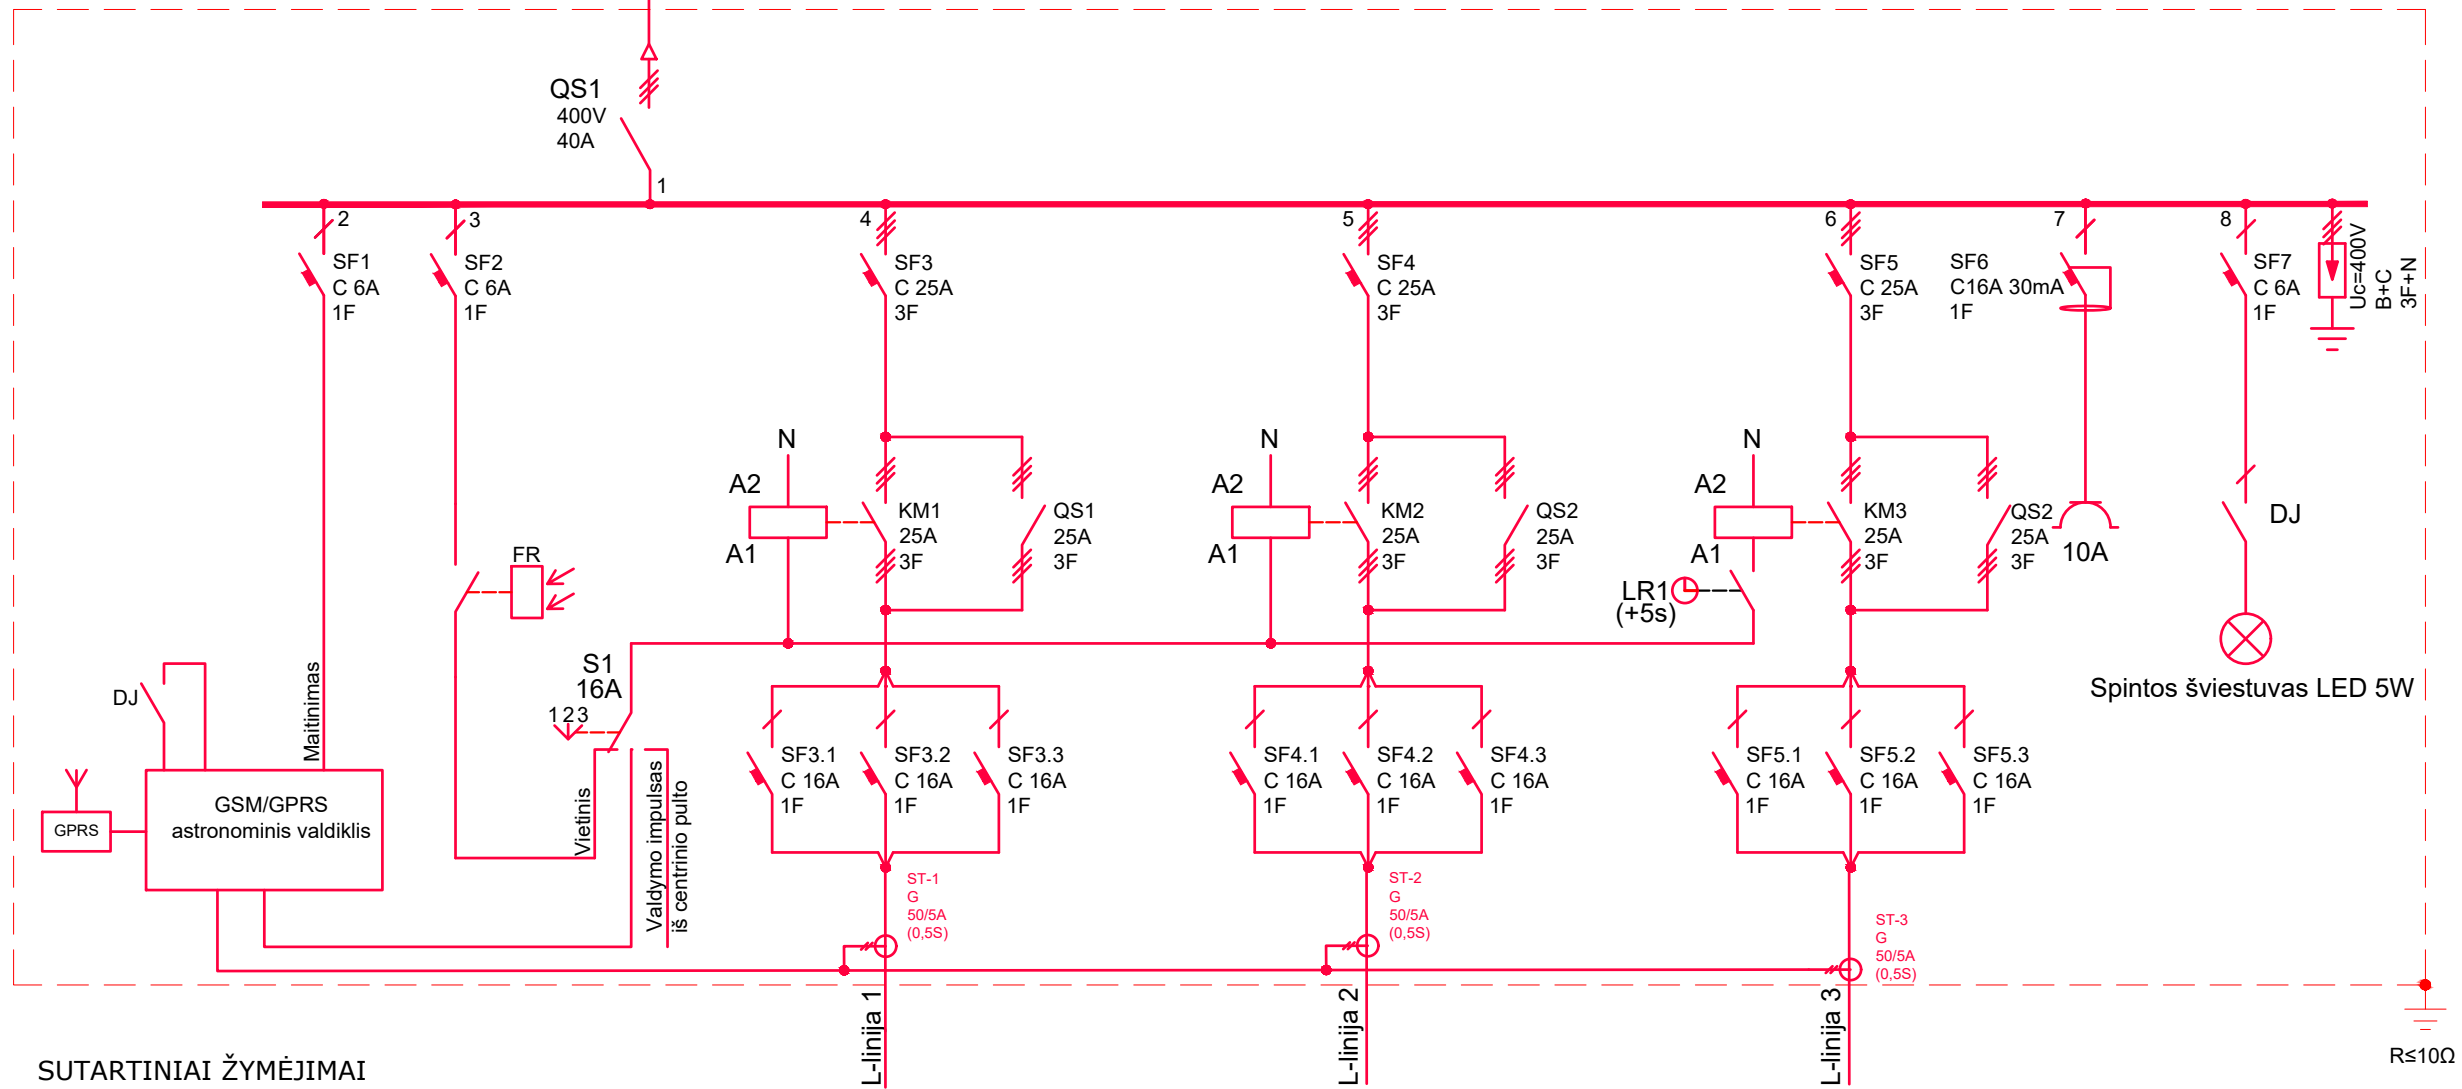 QS1
400V
40A
1
2
3
4
5
6
7
8
SF1
C 6A
1F
SF2
C 6A
1F
SF3
C 25A
3F
SF4
C 25A
3F
SF5
C 25A
3F
SF6
C16A 30mA
1F
SF7
C 6A
1F
Uc=400V
B+C
3F+N
N
A2
A1
KM1
25A
3F
QS1
25A
3F
N
A2
A1
KM2
25A
3F
QS2
25A
3F
N
A2
A1
KM3
25A
3F
QS2
25A
3F
LR1
(+5s)
10A
DJ
Spintos šviestuvas LED 5W
FR
S1
16A
1 2 3
DJ
Maitinimas
GPRS
GSM/GPRS
astronominis valdiklis
Vietinis
Valdymo impulsas
iš centrinio pulto
SF3.1
C 16A
1F
SF3.2
C 16A
1F
SF3.3
C 16A
1F
SF4.1
C 16A
1F
SF4.2
C 16A
1F
SF4.3
C 16A
1F
SF5.1
C 16A
1F
SF5.2
C 16A
1F
SF5.3
C 16A
1F
ST-1
G
50/5A
(0,5S)
ST-2
G
50/5A
(0,5S)
ST-3
G
50/5A
(0,5S)
L-linija 1
L-linija 2
L-linija 3
R≤10Ω
SUTARTINIAI ŽYMĖJIMAI